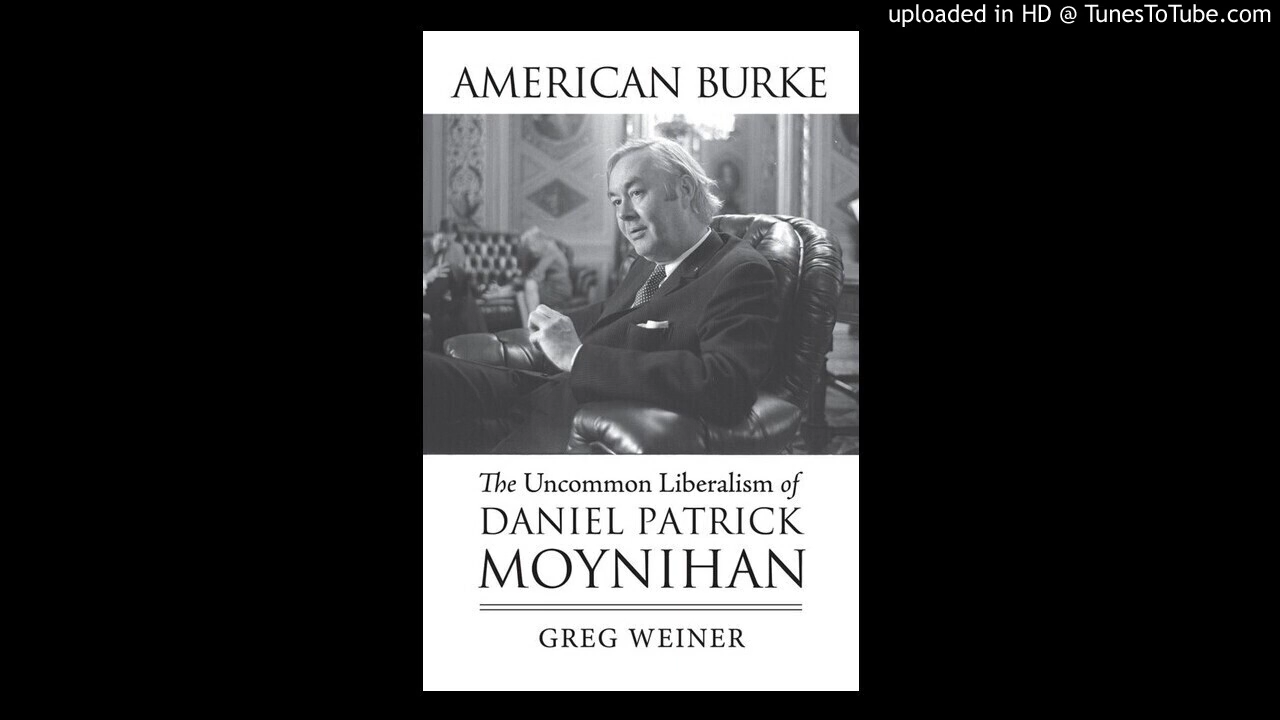 uploaded in HD @ TunesToTube.com
AMERICAN BURKE
The Uncommon Liberalism of
DANIEL PATRICK
MOYNIHAN
GREG WEINER